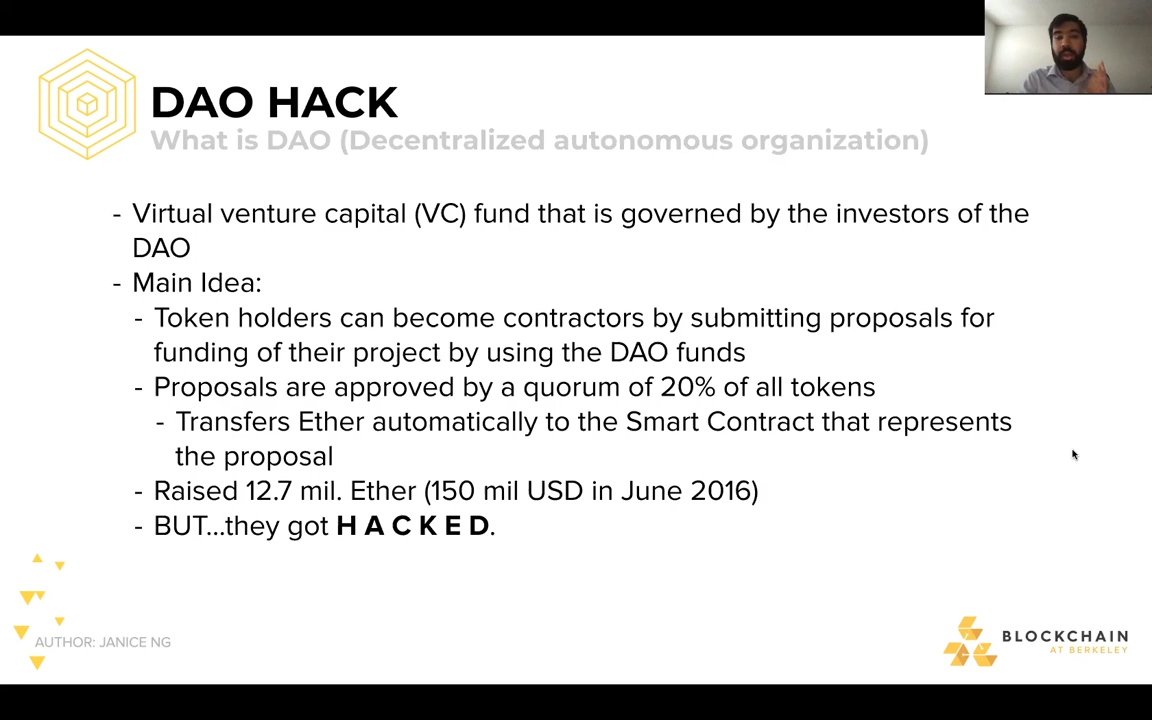 DAO HACK
What is DAO (Decentralized autonomous organization)
- Virtual venture capital (VC) fund that is governed by the investors of the
DAO
- Main Idea:
- Token holders can become contractors by submitting proposals for
funding of their project by using the DAO funds
- Proposals are approved by a quorum of 20% of all tokens
- Transfers Ether automatically to the Smart Contract that represents
the proposal
- Raised 12.7 mil. Ether (150 mil USD in June 2016)
- BUT...they got H A C K E D.
AUTHOR: JANICE NG
BLOCKCHAIN
AT BERKELEY